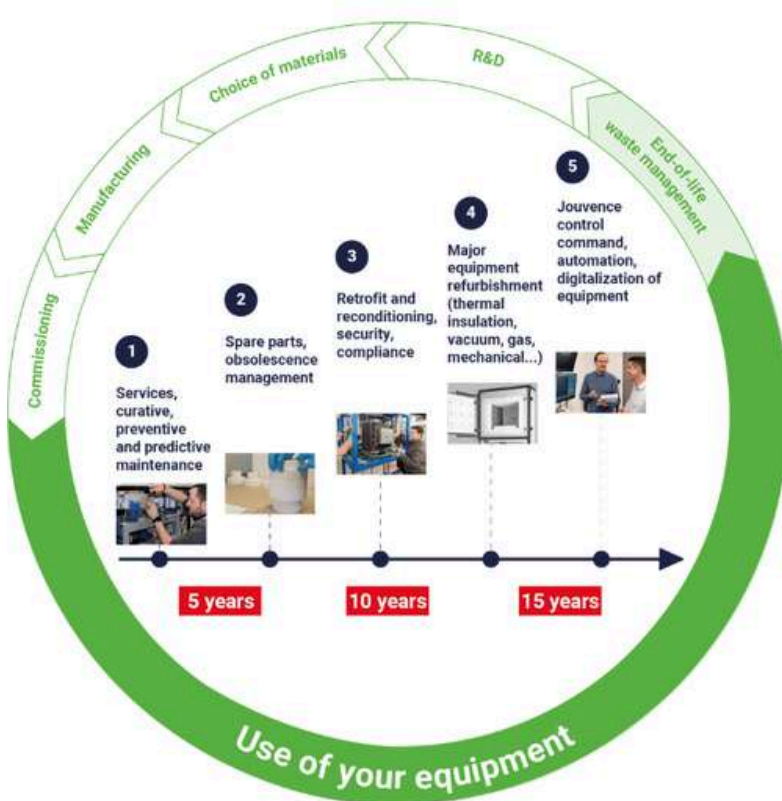 R&D
Choice of materials
Manufacturing
Commissioning
End-of-life
waste management
1
Services,
curative,
preventive
and predictive
maintenance
2
Spare parts,
obsolescence
management
3
Retrofit and
reconditioning,
security,
compliance
4
Major
equipment
refurbishment
(thermal
insulation,
vacuum, gas,
mechanical...)
5
Jouvence
control
command,
automation,
digitalization of
equipment
5 years
10 years
15 years
Use of your equipment